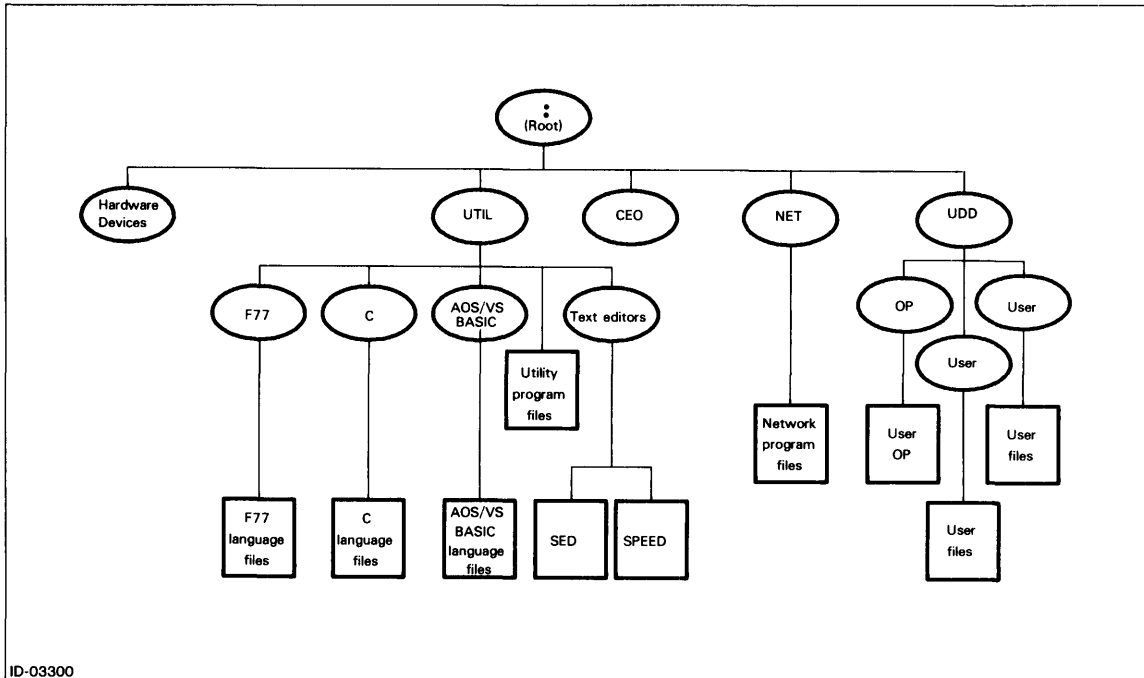 :
(Root)
Hardware
Devices
UTIL
CEO
NET
UDD
F77
C
AOS/VS
BASIC
Text editors
OP
User
User
Utility
program
files
Network
program
files
User
OP
User
files
F77
language
files
C
language
files
AOS/VS
BASIC
language
files
SED
SPEED
User
files
ID-03300